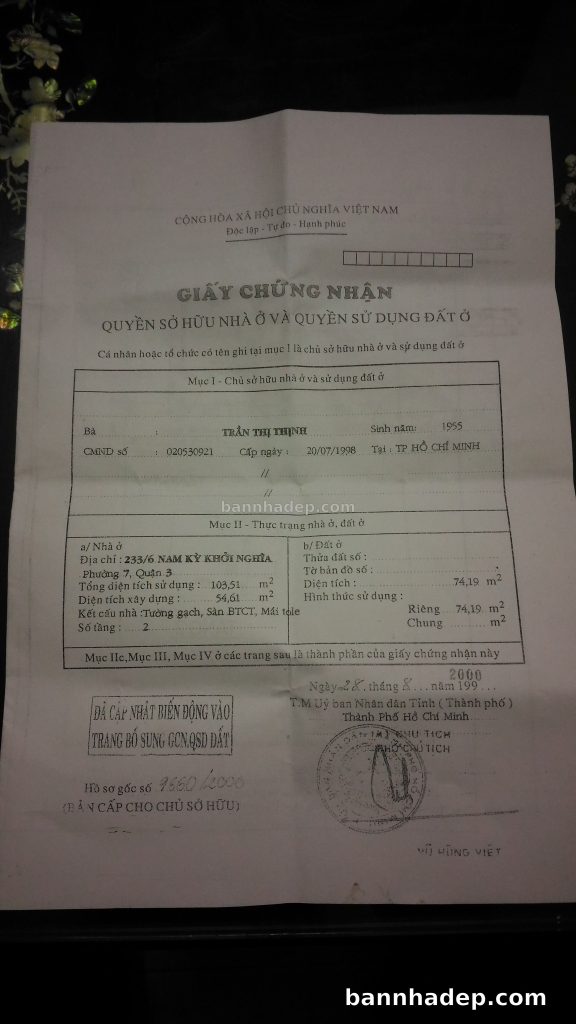 CỘNG HÒA XÃ HỘI CHỦ NGHĨA VIỆT NAM
Độc lập - Tự do - Hạnh phúc
GIẤY CHỨNG NHẬN
QUYỀN SỞ HỮU NHÀ Ở VÀ QUYỀN SỬ DỤNG ĐẤT Ở
Cá nhân hoặc tổ chức có tên ghi tại mục I là chủ sở hữu nhà ở và sử dụng đất ở
Mục I - Chủ sở hữu nhà ở và sử dụng đất ở
Bà : TRẦN THỊ THỊNH Sinh năm: 1955
CMND số : 020530921 Cấp ngày : 20/07/1998 Tại : TP HỒ CHÍ MINH
//
//
bannhadep.com
Mục II - Thực trạng nhà ở, đất ở
a/ Nhà ở
Địa chỉ : 233/6 NAM KỲ KHỞI NGHĨA
Phường 7, Quận 3
Tổng diện tích sử dụng : 103,51 m2
Diện tích xây dựng : 54,61 m2
Kết cấu nhà : Tường gạch, Sàn BTCT, Mái tole
Số tầng : 2
b/ Đất ở
Thửa đất số :
Tờ bản đồ số :
Diện tích : 74,19 m2
Hình thức sử dụng :
Riêng 74,19 m2
Chung m2
Mục IIc, Mục III, Mục IV ở các trang sau là thành phần của giấy chứng nhận này
2000
Ngày 28 tháng 8 năm 199
T.M Uỷ ban Nhân dân Tỉnh ( Thành phố )
Thành Phố Hồ Chí Minh
CHỦ TỊCH
PHÓ CHỦ TỊCH
ĐÃ CẬP NHẬT BIẾN ĐỘNG VÀO
TRANG BỔ SUNG GCN,QSD ĐẤT
Hồ sơ gốc số 9660/2000
(BẢN CẤP CHO CHỦ SỞ HỮU)
VŨ HÙNG VIỆT
bannhadep.com